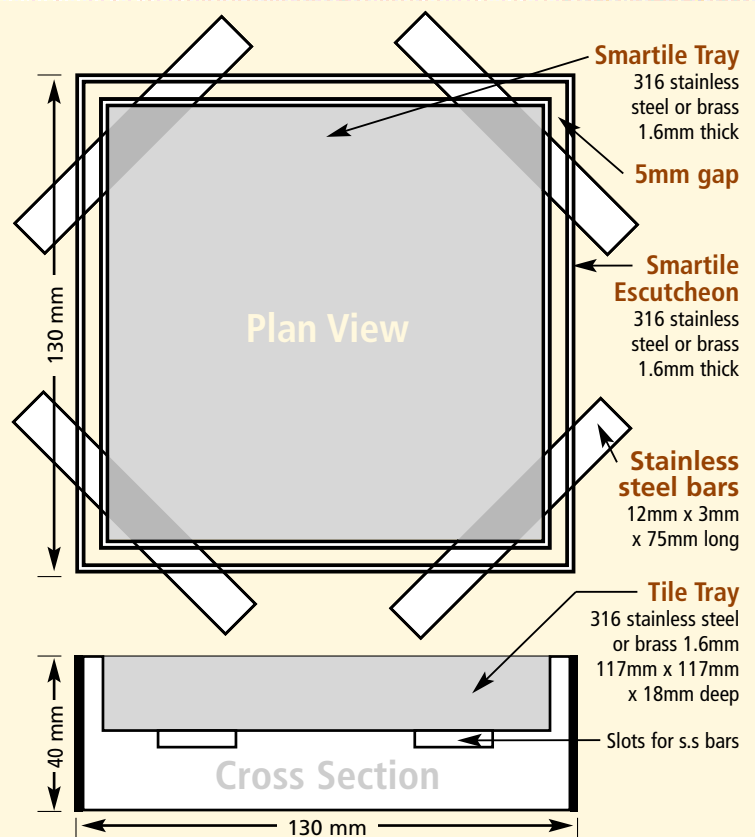 Smartile Tray
316 stainless
steel or brass
1.6mm thick
5mm gap
Smartile
Escutcheon
316 stainless
steel or brass
1.6mm thick
130 mm
Plan View
Stainless
steel bars
12mm x 3mm
x 75mm long
Tile Tray
316 stainless steel
or brass 1.6mm
117mm x 117mm
x 18mm deep
Slots for s.s bars
40 mm
Cross Section
130 mm